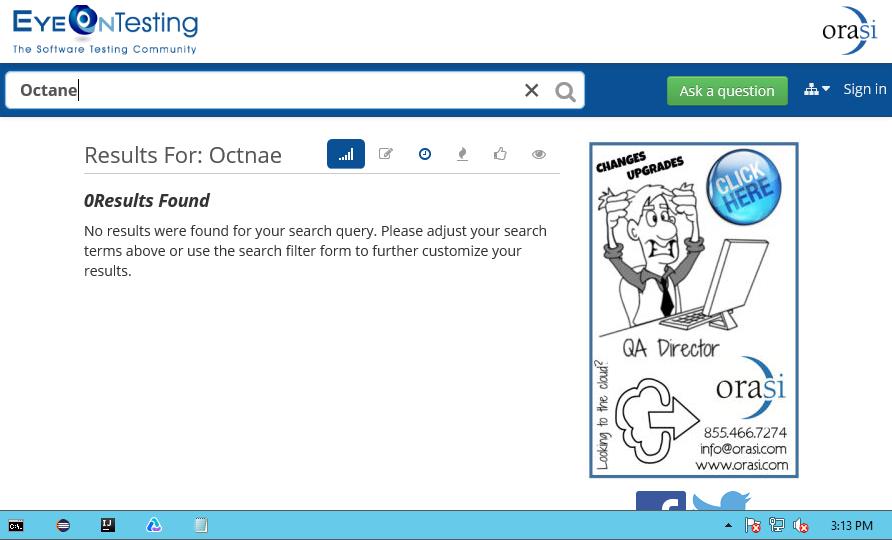 EYEONTESTING
The Software Testing Community
orasi
Octane
Ask a question
Sign in
Results For: Octnae
0Results Found
No results were found for your search query. Please adjust your search
terms above or use the search filter form to further customize your
results.
CHANGES
UPGRADES
CLICK
HERE
QA Director
Looking to the cloud?
orasi
855.466.7274
info@orasi.com
www.orasi.com
3:13 PM